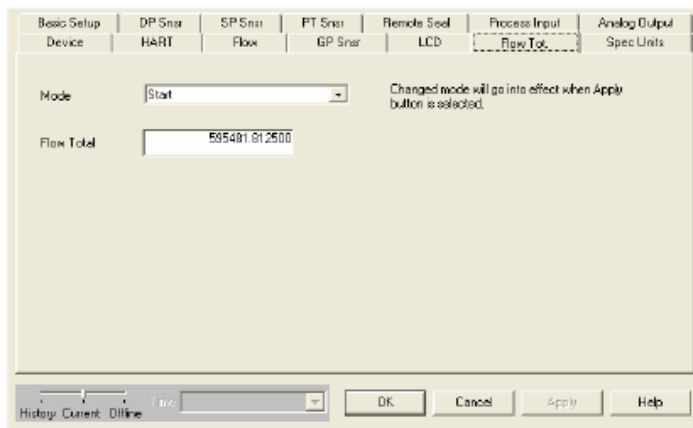 Basic Setup DP Snsr SP Snsr PT Snsr Remote Seal Process Input Analog Output
Device HART Flow GP Snsr LCD Flow Tot. Spec Units
Mode Start Changed mode will go into effect when Apply
button is selected.
Flow Total 595481.812500
Time:
OK Cancel Apply Help
History Current Offline